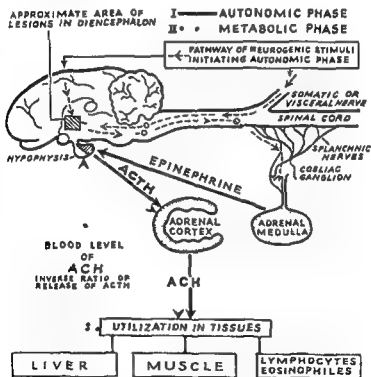 APPROXIMATE AREA OF
LESIONS IN DIENCEPHALON
I — AUTONOMIC PHASE
II • • METABOLIC PHASE
PATHWAY OF NEUROGENIC STIMULI
INITIATING AUTONOMIC PHASE
SOMATIC OR
VISCERAL NERVE
SPINAL CORD
SPLANCHNIC
NERVES
COELIAC
GANGLION
HYPOPHYSIS
ACTH
EPINEPHRINE
ADRENAL
CORTEX
ADRENAL
MEDULLA
BLOOD LEVEL
OF
ACH
INVERSE RATIO OF
RELEASE OF ACTH
ACH
UTILIZATION IN TISSUES
LIVER
MUSCLE
LYMPHOCYTES
EOSINOPHILES